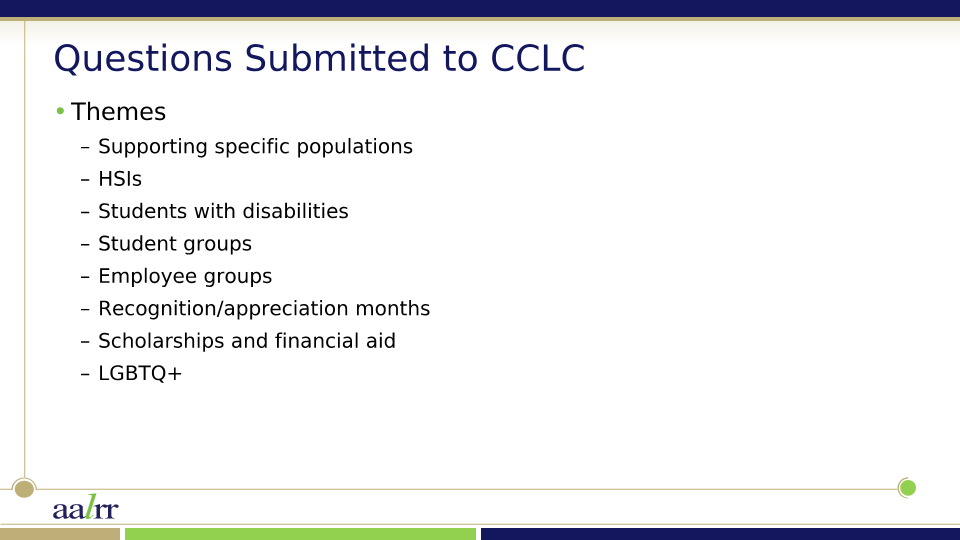 Questions Submitted to CCLC
• Themes
– Supporting specific populations
– HSIs
– Students with disabilities
– Student groups
– Employee groups
– Recognition/appreciation months
– Scholarships and financial aid
– LGBTQ+
aalrr